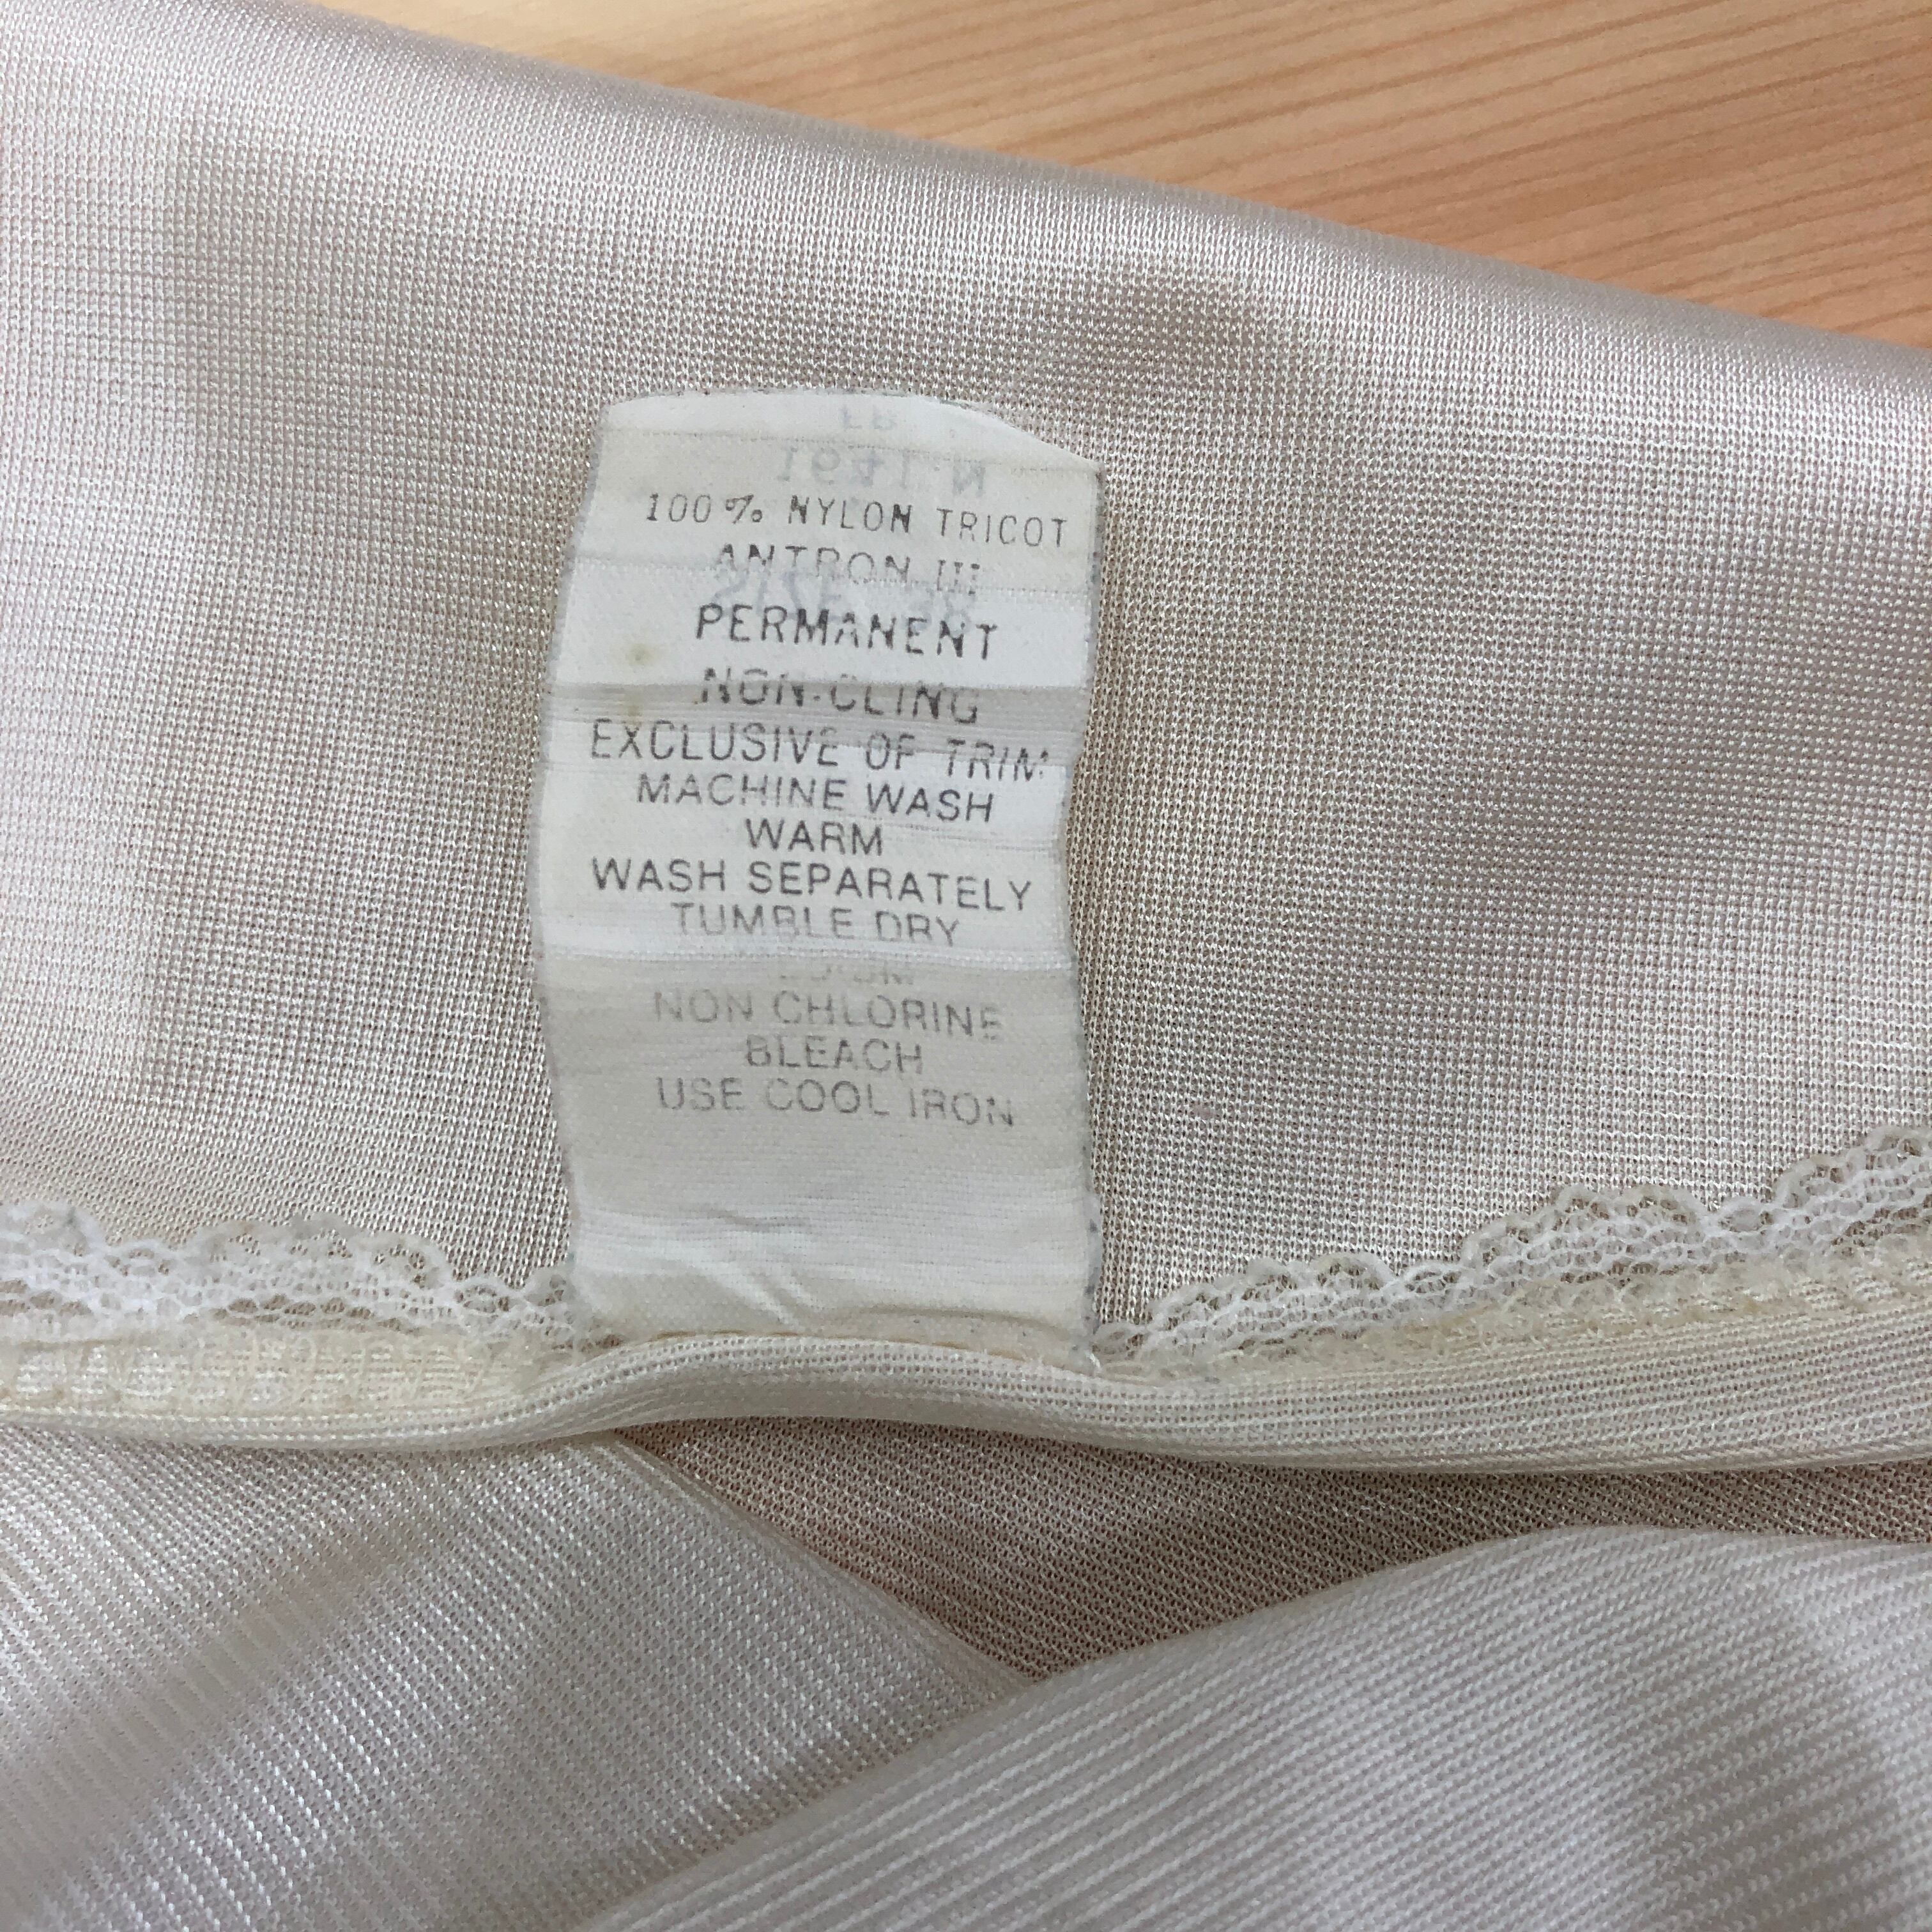 100% NYLON TRICOT
ANTRON III
PERMANENT
NON-CLING
EXCLUSIVE OF TRIM
MACHINE WASH
WARM
WASH SEPARATELY
TUMBLE DRY
NON CHLORINE
BLEACH
USE COOL IRON